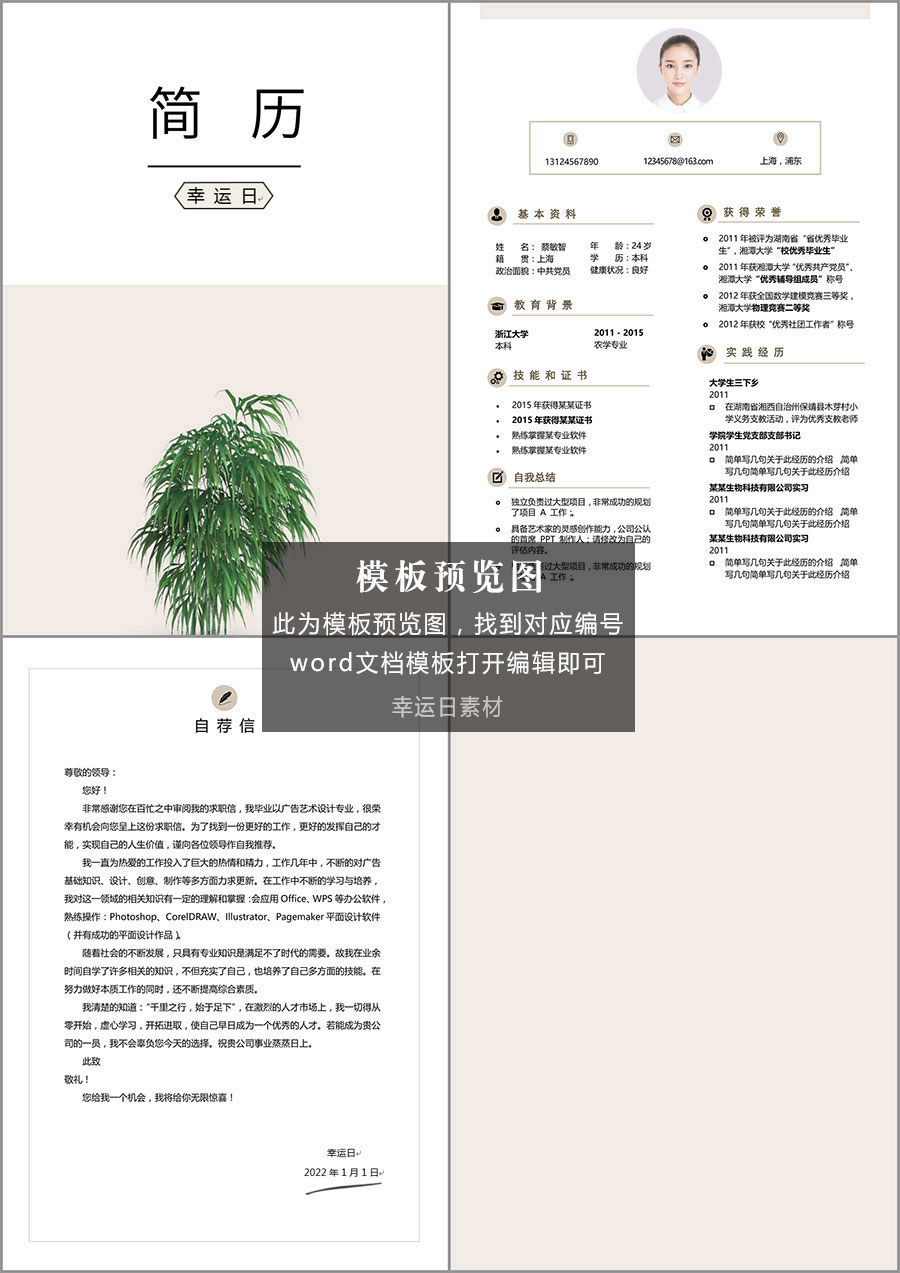 简 历
幸运日
13124567890
12345678@163.com
上海，浦东
基本资料
姓 名：蔡敏智
年 龄：24 岁
籍 贯：上海
学 历：本科
政治面貌：中共党员
健康状况：良好
教育背景
浙江大学
2011 - 2015
本科
农学专业
技能和证书
2015 年获得某某证书
2015 年获得某某证书
熟练掌握某专业软件
熟练掌握某专业软件
自我总结
独立负责过大型项目，非常成功的规划
了项目 A 工作；。
具备艺术家的灵感创作能力，公司公认
的首席 PPT 制作人；请修改为自己的
评估内容。
过大型项目，非常成功的规划
A 工作；。
获得荣誉
2011 年被评为湖南省“省优秀毕业
生”，湘潭大学“校优秀毕业生”
2011 年获湘潭大学“优秀共产党员”、
湘潭大学“优秀辅导组成员”称号
2012 年获全国数学建模竞赛三等奖，
湘潭大学物理竞赛二等奖
2012 年获校“优秀社团工作者”称号
实践经历
大学生三下乡
2011
在湖南省湘西自治州保靖县木芽村小
学义务支教活动，评为优秀支教老师
学院学生党支部支部书记
2011
简单写几句关于此经历的介绍 ,简单
写几句简单写几句关于此经历介绍
某某生物科技有限公司实习
2011
简单写几句关于此经历的介绍 ,简单
写几句简单写几句关于此经历介绍
某某生物科技有限公司实习
2011
简单写几句关于此经历的介绍 ,简单
写几句简单写几句关于此经历介绍
模板预览图
此为模板预览图，找到对应编号
word文档模板打开编辑即可
幸运日素材
自荐信
尊敬的领导：
您好！
非常感谢您在百忙之中审阅我的求职信，我毕业以广告艺术设计专业，很荣
幸有机会向您呈上这份求职信。为了找到一份更好的工作，更好的发挥自己的才
能，实现自己的人生价值，谨向各位领导作自我推荐。
我一直为热爱的工作投入了巨大的热情和精力，工作几年中，不断的对广告
基础知识、设计、创意、制作等多方面力求更新。在工作中不断的学习与培养，
我对这一领域的相关知识有一定的理解和掌握：会应用 Office、WPS 等办公软件，
熟练操作：Photoshop、CorelDRAW、Illustrator、Pagemaker 平面设计软件
（并有成功的平面设计作品）。
随着社会的不断发展，只具有专业知识是满足不了时代的需要。故我在业余
时间自学了许多相关的知识，不但充实了自己，也培养了自己多方面的技能。在
努力做好本质工作的同时，还不断提高综合素质。
我清楚的知道：“千里之行，始于足下”，在激烈的人才市场上，我一切得从
零开始，虚心学习，开拓进取，使自己早日成为一个优秀的人才。若能成为贵公
司的一员，我不会辜负您今天的选择。祝贵公司事业蒸蒸日上。
此致
敬礼！
您给我一个机会，我将给你无限惊喜！
幸运日
2022 年 1 月 1 日